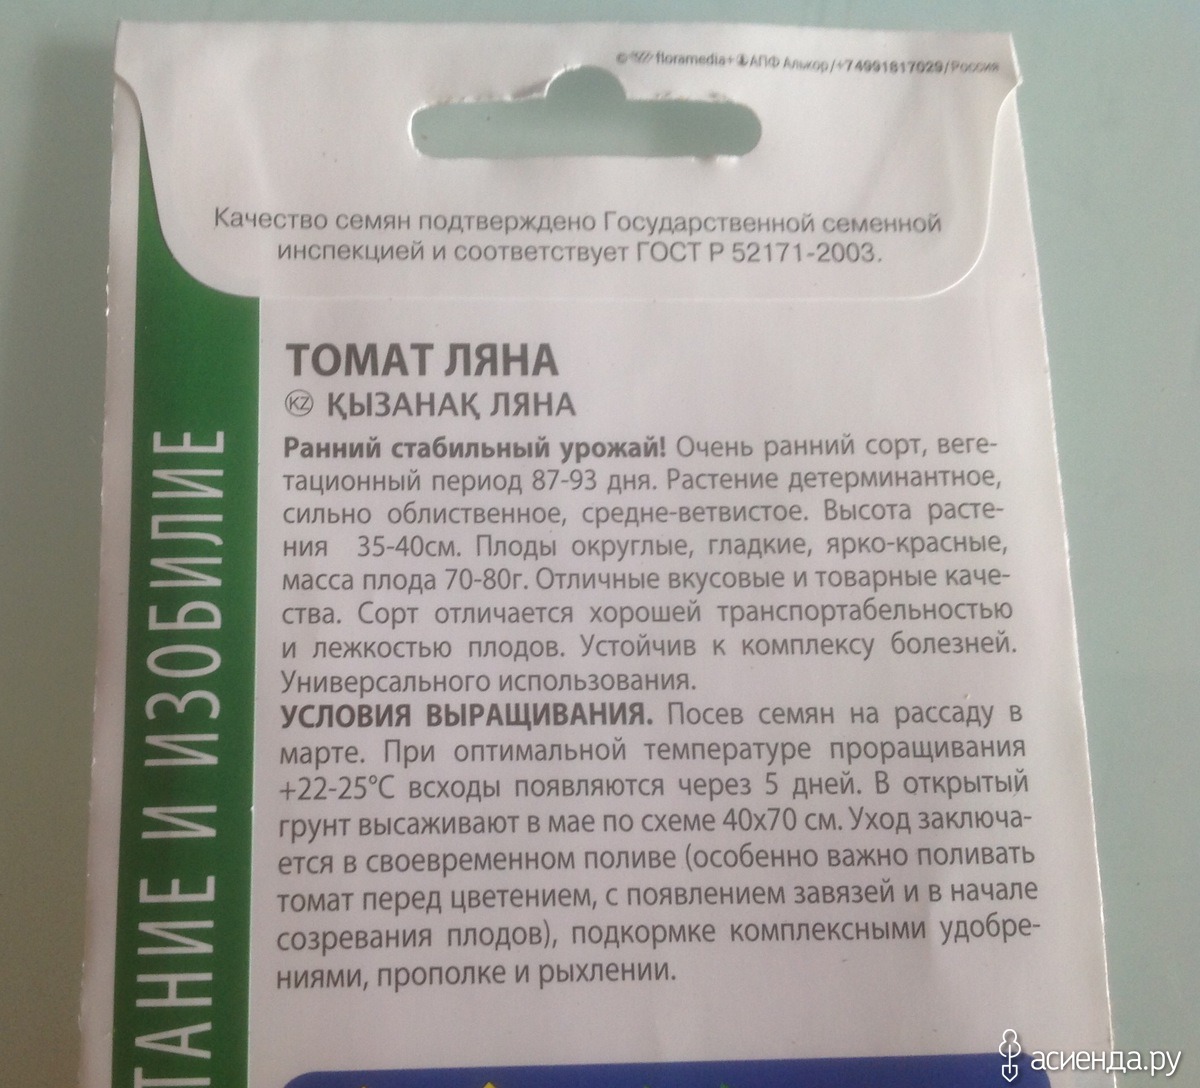 © floramedia+ АПФ Алькор/+74991817029/Россия
Качество семян подтверждено Государственной семенной
инспекцией и соответствует ГОСТ Р 52171-2003.
ТОМАТ ЛЯНА
KZ ҚЫЗАНАҚ ЛЯНА
Ранний стабильный урожай! Очень ранний сорт, веге-
тационный период 87-93 дня. Растение детерминантное,
сильно облиственное, средне-ветвистое. Высота расте-
ния 35-40см. Плоды округлые, гладкие, ярко-красные,
масса плода 70-80г. Отличные вкусовые и товарные каче-
ства. Сорт отличается хорошей транспортабельностью
и лежкостью плодов. Устойчив к комплексу болезней.
Универсального использования.
УСЛОВИЯ ВЫРАЩИВАНИЯ. Посев семян на рассаду в
марте. При оптимальной температуре проращивания
+22-25°С всходы появляются через 5 дней. В открытый
грунт высаживают в мае по схеме 40х70 см. Уход заключа-
ется в своевременном поливе (особенно важно поливать
томат перед цветением, с появлением завязей и в начале
созревания плодов), подкормке комплексными удобре-
ниями, прополке и рыхлении.
ТАНИЕ И ИЗОБИЛИЕ
асиенда.ру